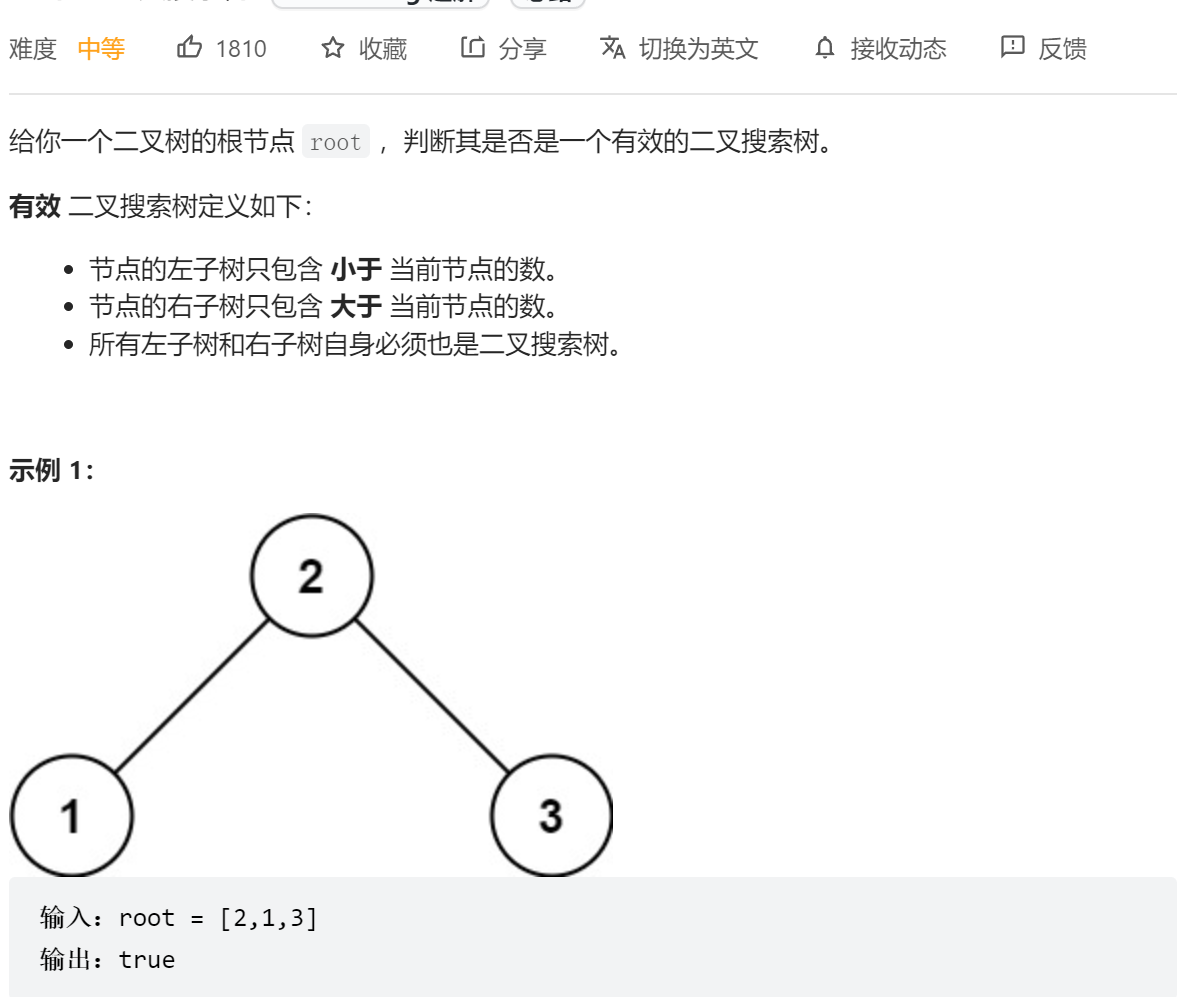 难度 中等 1810 收藏 分享 切换为英文 接收动态 反馈
给你一个二叉树的根节点 root ，判断其是否是一个有效的二叉搜索树。
有效 二叉搜索树定义如下：
节点的左子树只包含 小于 当前节点的数。
节点的右子树只包含 大于 当前节点的数。
所有左子树和右子树自身必须也是二叉搜索树。
示例 1：
2
1 3
输入：root = [2,1,3]
输出：true